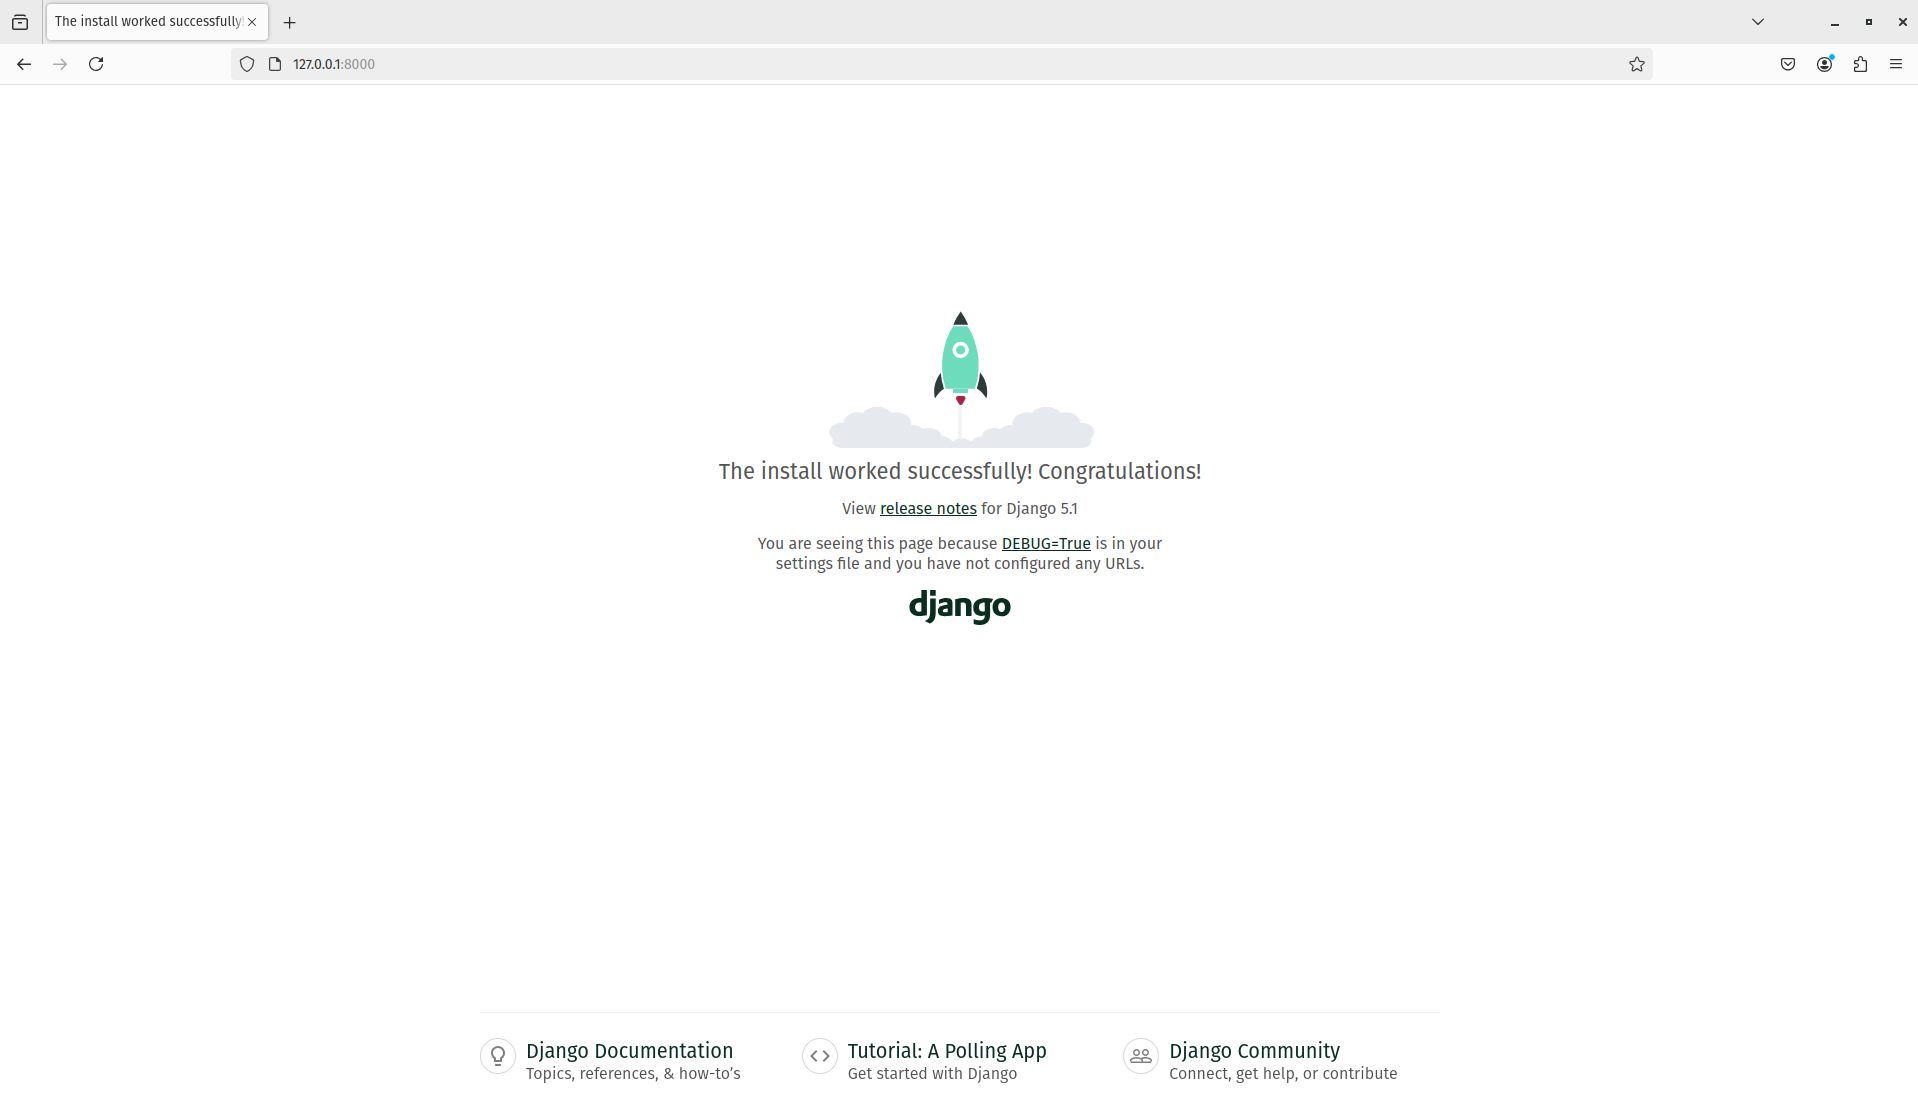 The install worked successfully!
127.0.0.1:8000
The install worked successfully! Congratulations!
View release notes for Django 5.1
You are seeing this page because DEBUG=True is in your
settings file and you have not configured any URLs.
django
Django Documentation
Topics, references, & how-to’s
Tutorial: A Polling App
Get started with Django
Django Community
Connect, get help, or contribute